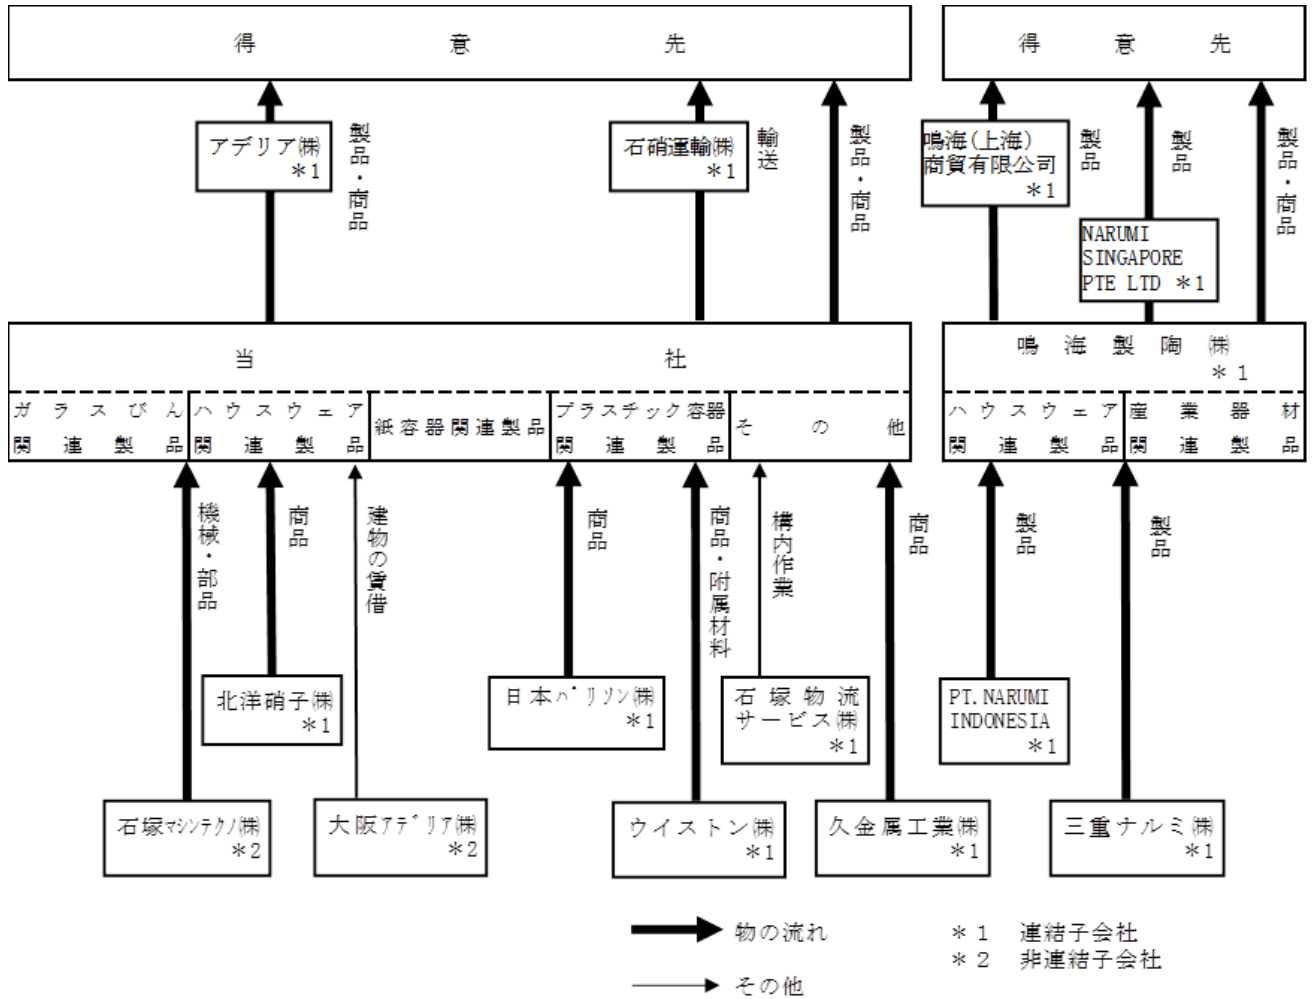 得意先
得意先
アデリア㈱
＊1
製品・商品
石硝運輸㈱
＊1
輸送
製品・商品
鳴海(上海)
商貿有限公司
＊1
製品
NARUMI
SINGAPORE
PTE LTD ＊1
製品
製品・商品
当社
鳴海製陶㈱
＊1
ガラスびん
関連製品
ハウスウェア
関連製品
紙容器関連製品
プラスチック容器
関連製品
その他
ハウスウェア
関連製品
産業器材
関連製品
機械・部品
商品
建物の賃借
商品
商品・附属材料
構内作業
商品
製品
製品
北洋硝子㈱
＊1
日本ﾊﾟﾘｿﾝ㈱
＊1
石塚物流
サービス㈱
＊1
PT.NARUMI
INDONESIA
＊1
石塚ﾏｼﾝﾃｸﾉ㈱
＊2
大阪ｱﾃﾞﾘｱ㈱
＊2
ウイストン㈱
＊1
久金属工業㈱
＊1
三重ナルミ㈱
＊1
物の流れ
その他
＊1 連結子会社
＊2 非連結子会社